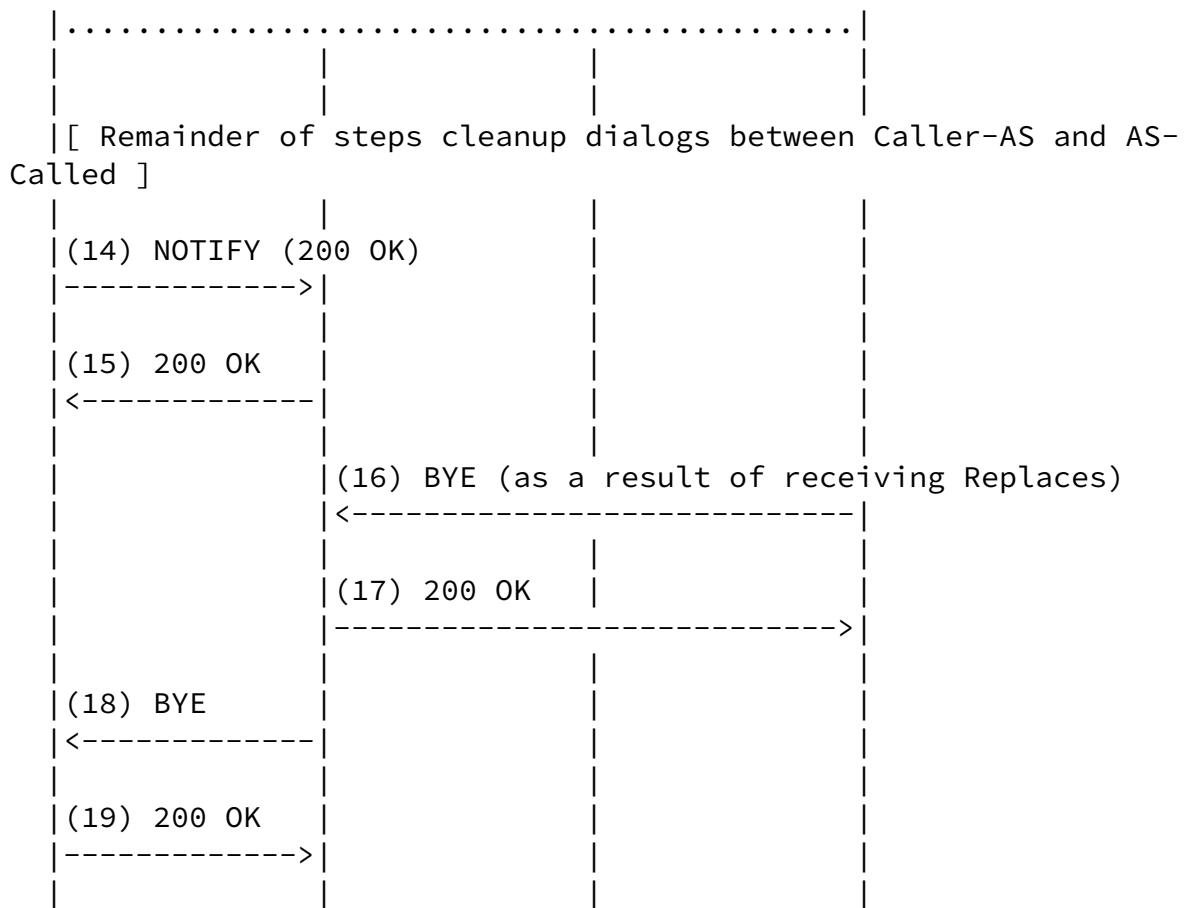 |............................................|
[ Remainder of steps cleanup dialogs between Caller-AS and AS-
Called ]
(14) NOTIFY (200 OK)
------------->
(15) 200 OK
<-------------
(16) BYE (as a result of receiving Replaces)
<----------------------------
(17) 200 OK
---------------------------->
(18) BYE
<-------------
(19) 200 OK
------------->